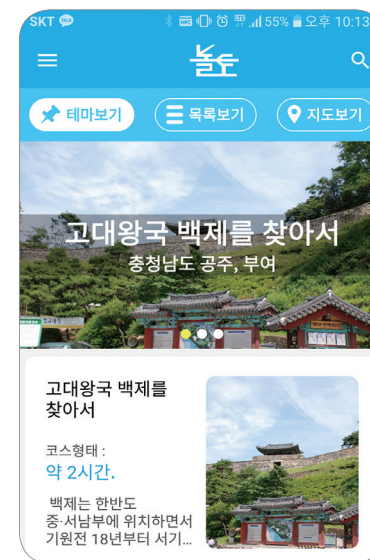 SKT 55% 오후 10:13
놀토
테마보기 목록보기 지도보기
고대왕국 백제를 찾아서
충청남도 공주, 부여
고대왕국 백제를
찾아서
코스형태 :
약 2시간.
백제는 한반도
중·서남부에 위치하면서
기원전 18년부터 서기...